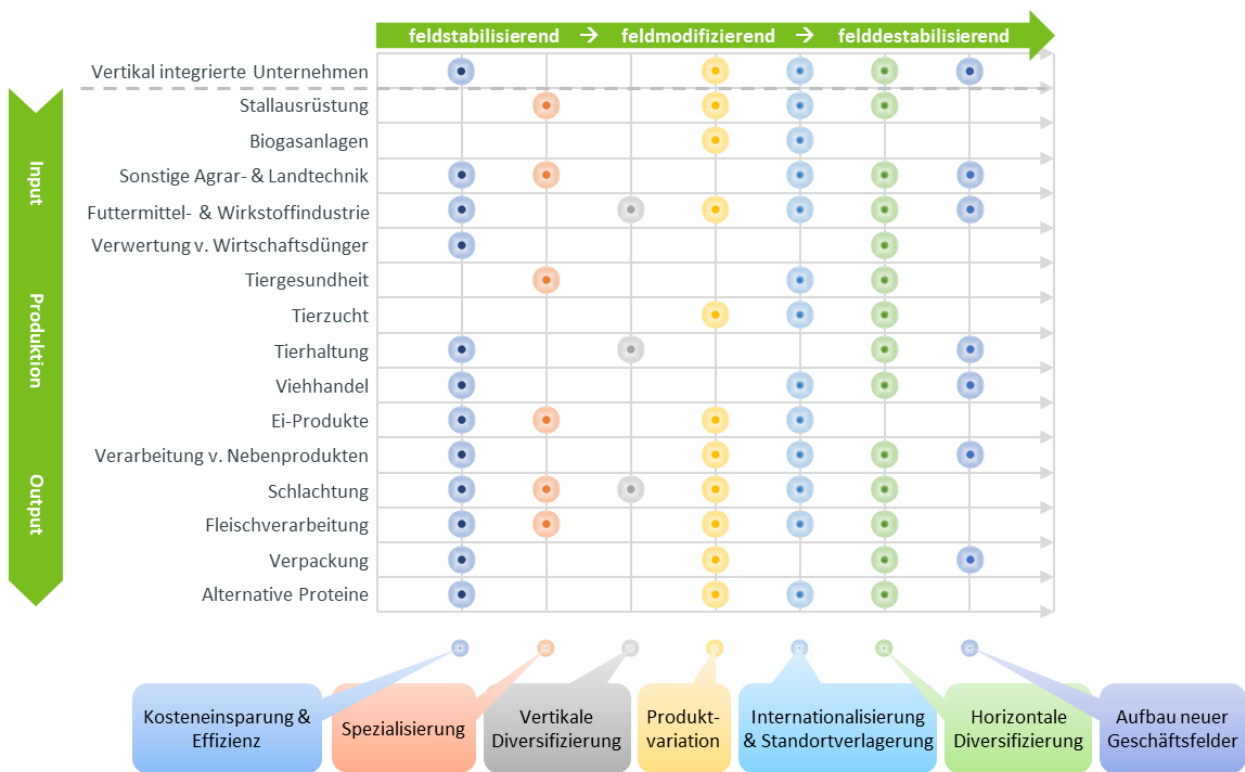 feldstabilisierend → feldmodifizierend → felddestabilisierend
Vertikal integrierte Unternehmen
Stallausrüstung
Biogasanlagen
Sonstige Agrar- & Landtechnik
Futtermittel- & Wirkstoffindustrie
Verwertung v. Wirtschaftsdünger
Tiergesundheit
Tierzucht
Tierhaltung
Viehhandel
Ei-Produkte
Verarbeitung v. Nebenprodukten
Schlachtung
Fleischverarbeitung
Verpackung
Alternative Proteine
Input
Produktion
Output
Kosteneinsparung &
Effizienz
Spezialisierung
Vertikale
Diversifizierung
Produkt-
variation
Internationalisierung
& Standortverlagerung
Horizontale
Diversifizierung
Aufbau neuer
Geschäftsfelder